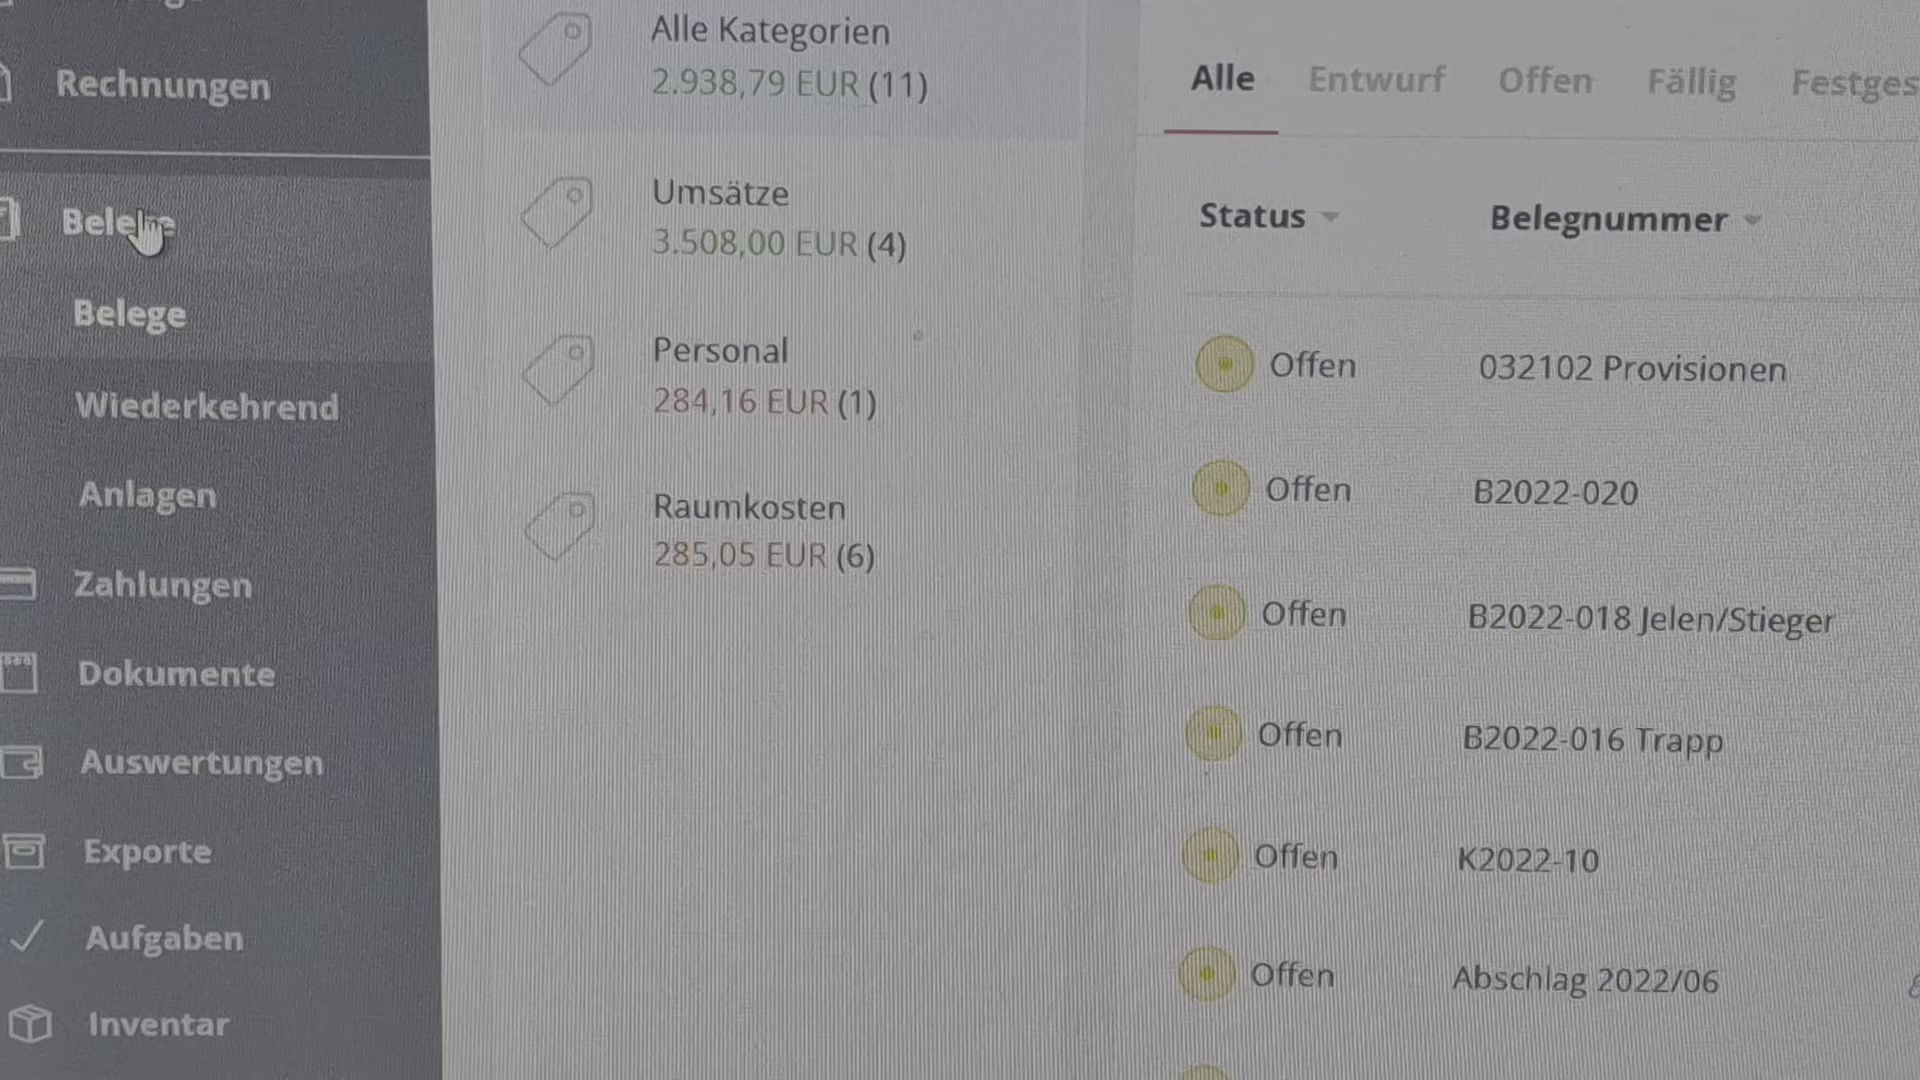 Rechnungen
Belege
Belege
Wiederkehrend
Anlagen
Zahlungen
Dokumente
Auswertungen
Exporte
Aufgaben
Inventar
Alle Kategorien
2.938,79 EUR (11)
Umsätze
3.508,00 EUR (4)
Personal
284,16 EUR (1)
Raumkosten
285,05 EUR (6)
Alle Entwurf Offen Fällig Festges
Status Belegnummer
Offen 032102 Provisionen
Offen B2022-020
Offen B2022-018 Jelen/Stieger
Offen B2022-016 Trapp
Offen K2022-10
Offen Abschlag 2022/06